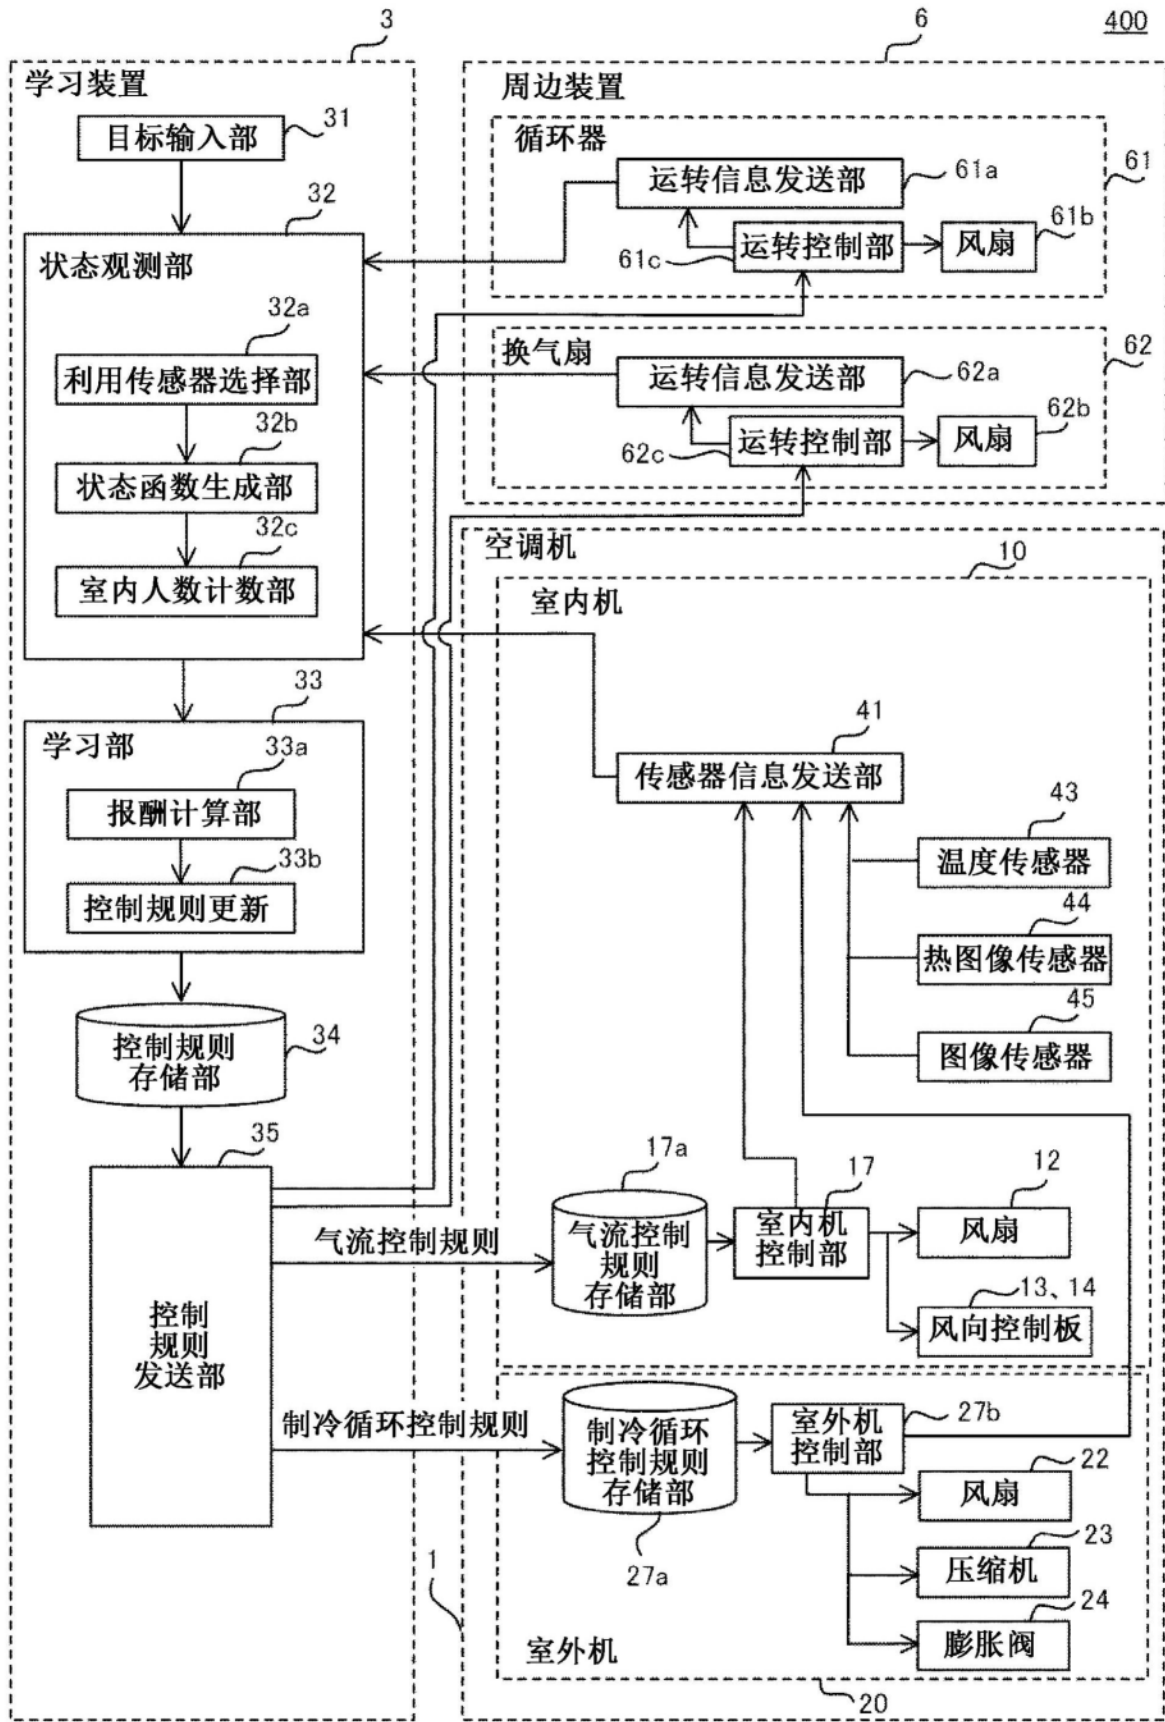 400
3
学习装置
目标输入部
31
32
状态观测部
32a
利用传感器选择部
32b
状态函数生成部
32c
室内人数计数部
33
学习部
33a
报酬计算部
33b
控制规则更新
控制规则
存储部
34
35
控制
规则
发送部
6
周边装置
循环器
61
运转信息发送部
61a
运转控制部
61c
风扇
61b
换气扇
62
运转信息发送部
62a
运转控制部
62c
风扇
62b
空调机
10
室内机
41
传感器信息发送部
43
温度传感器
44
热图像传感器
45
图像传感器
气流控制规则
17a
气流控制
规则
存储部
17
室内机
控制部
12
风扇
13、14
风向控制板
制冷循环控制规则
制冷循环
控制规则
存储部
27a
室外机
控制部
27b
22
风扇
23
压缩机
24
膨胀阀
1
室外机
20